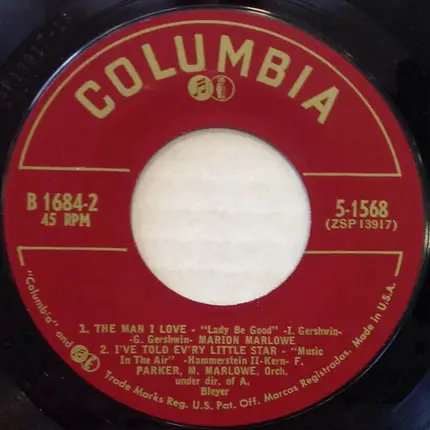 COLUMBIA
B 1684-2
45 RPM
5-1568
(ZSP 13917)
1. THE MAN I LOVE - "Lady Be Good" -I. Gershwin-
-G. Gershwin- MARION MARLOWE
2. I'VE TOLD EV'RY LITTLE STAR - "Music
In The Air" -Hammerstein II-Kern- F.
PARKER, M. MARLOWE, Orch.
under dir. of A.
Bleyer
"Columbia" and Trade Marks Reg. U.S. Pat. Off. Marcas Registradas. Made in U.S.A.